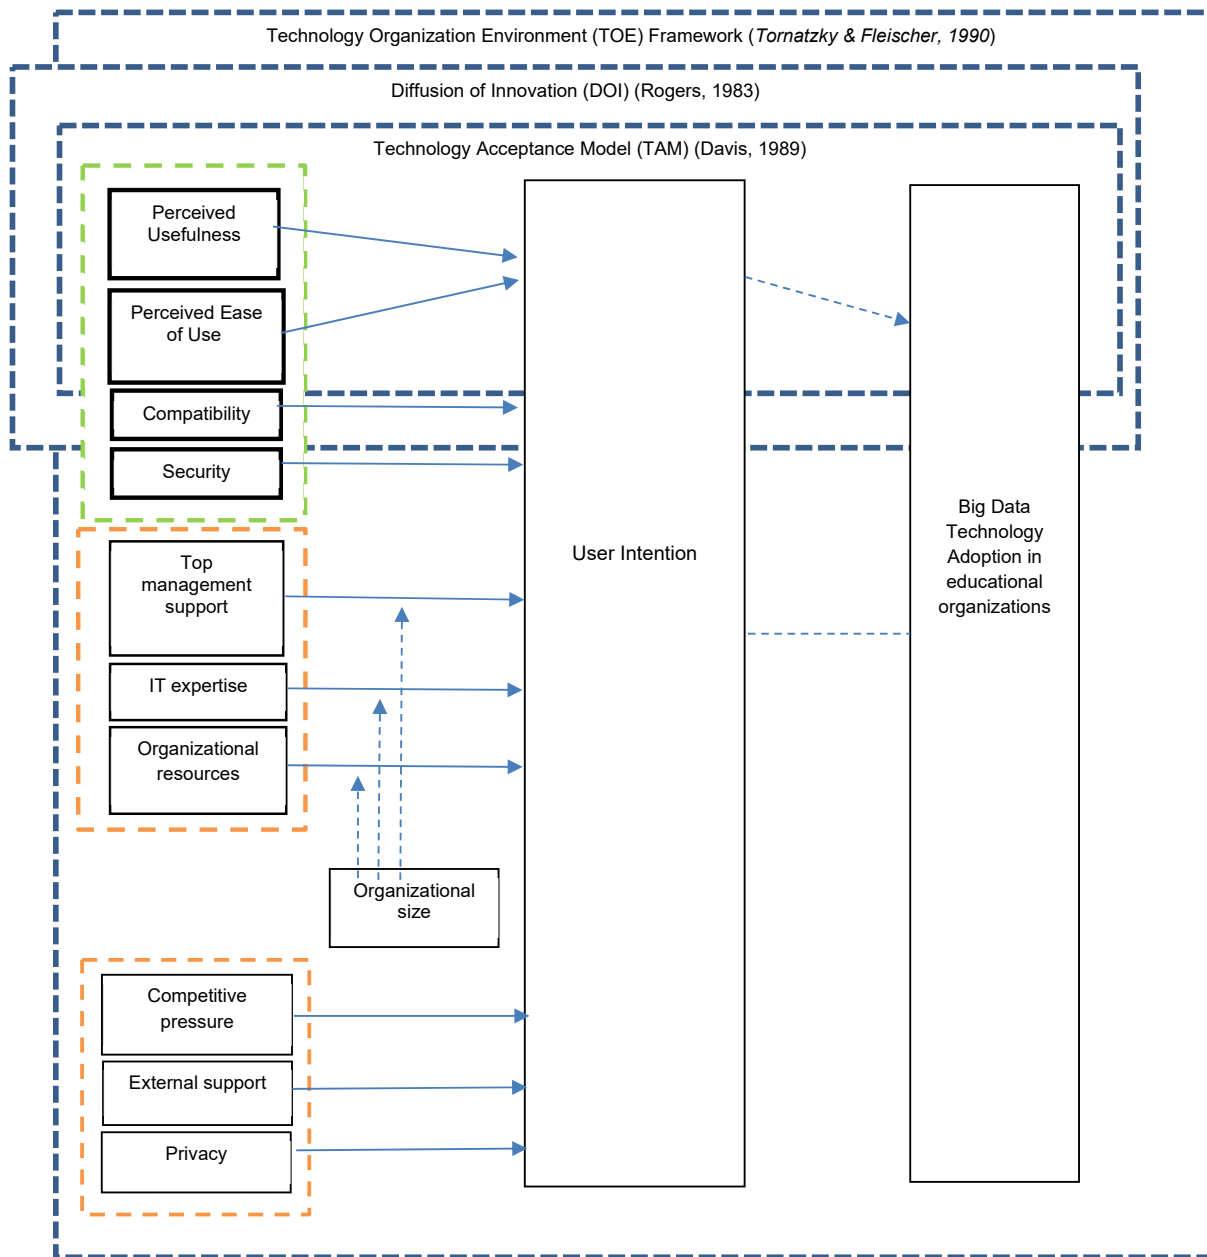 Technology Organization Environment (TOE) Framework (Tornatzky & Fleischer, 1990)
Diffusion of Innovation (DOI) (Rogers, 1983)
Technology Acceptance Model (TAM) (Davis, 1989)
Perceived
Usefulness
Perceived Ease
of Use
Compatibility
Security
Top
management
support
IT expertise
Organizational
resources
Organizational
size
Competitive
pressure
External support
Privacy
User Intention
Big Data
Technology
Adoption in
educational
organizations